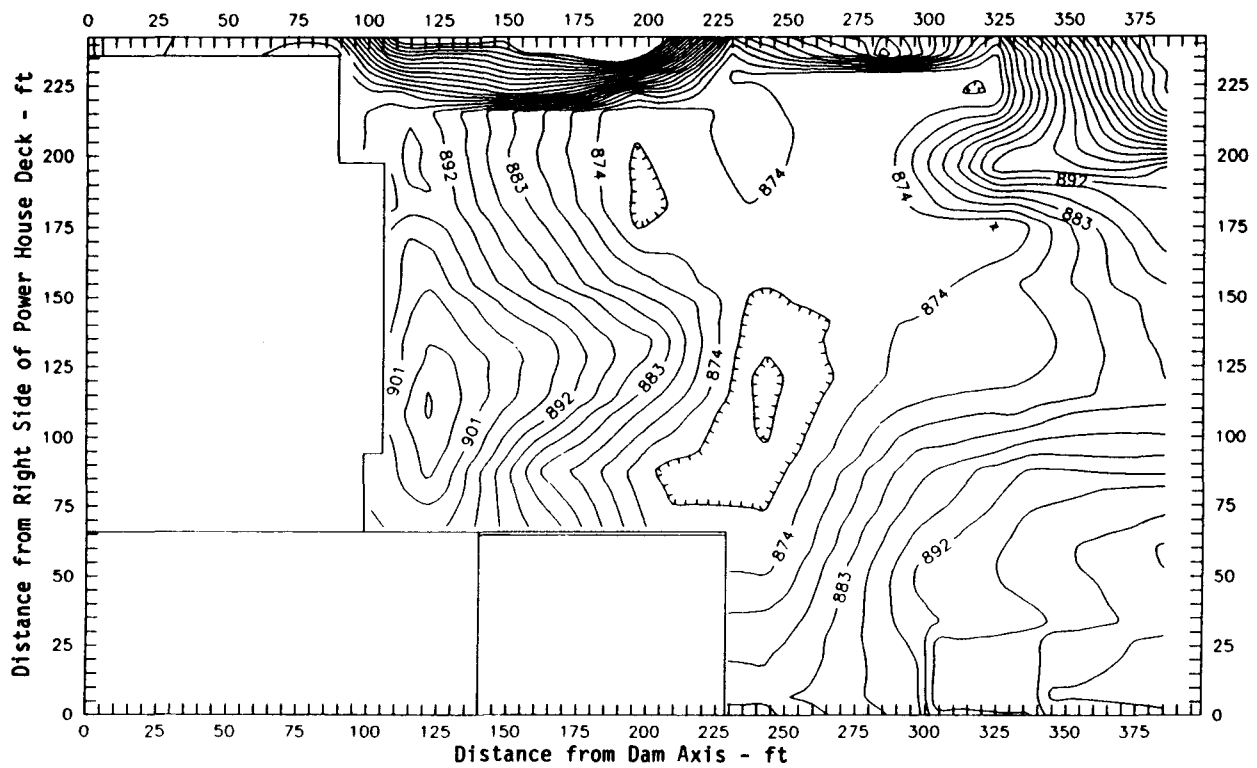 0 25 50 75 100 125 150 175 200 225 250 275 300 325 350 375
Distance from Right Side of Power House Deck - ft
225 225
200 200
175 175
150 150
125 125
100 100
75 75
50 50
25 25
0 0
892 883 874 874 874 892
883
874
901 883 874
892
901
874 892
883
0 25 50 75 100 125 150 175 200 225 250 275 300 325 350 375
Distance from Dam Axis - ft